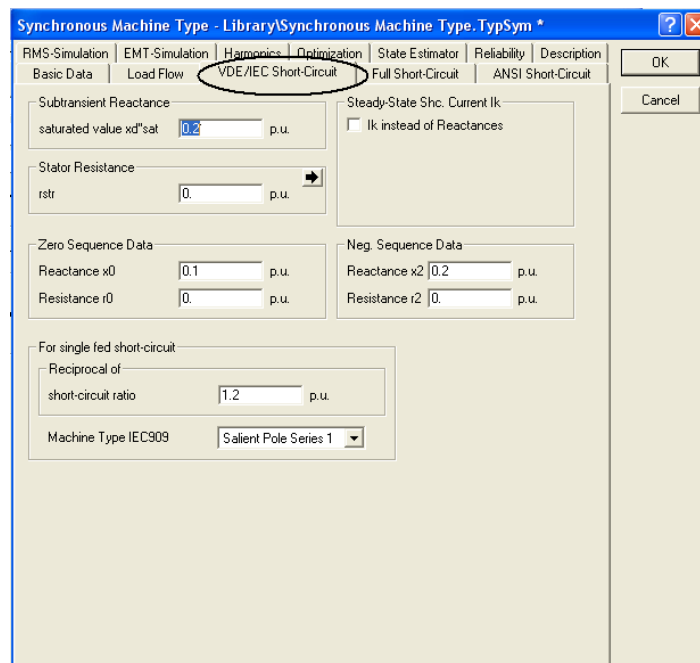 Synchronous Machine Type - Library\Synchronous Machine Type.TypSym *
RMS-Simulation EMT-Simulation Harmonics Optimization State Estimator Reliability Description
Basic Data Load Flow VDE/IEC Short-Circuit Full Short-Circuit ANSI Short-Circuit
OK
Cancel
Subtransient Reactance
saturated value xd"sat 0.2 p.u.
Steady-State Shc. Current Ik
Ik instead of Reactances
Stator Resistance
rstr 0. p.u.
Zero Sequence Data
Reactance x0 0.1 p.u.
Resistance r0 0. p.u.
Neg. Sequence Data
Reactance x2 0.2 p.u.
Resistance r2 0. p.u.
For single fed short-circuit
Reciprocal of
short-circuit ratio 1.2 p.u.
Machine Type IEC909 Salient Pole Series 1